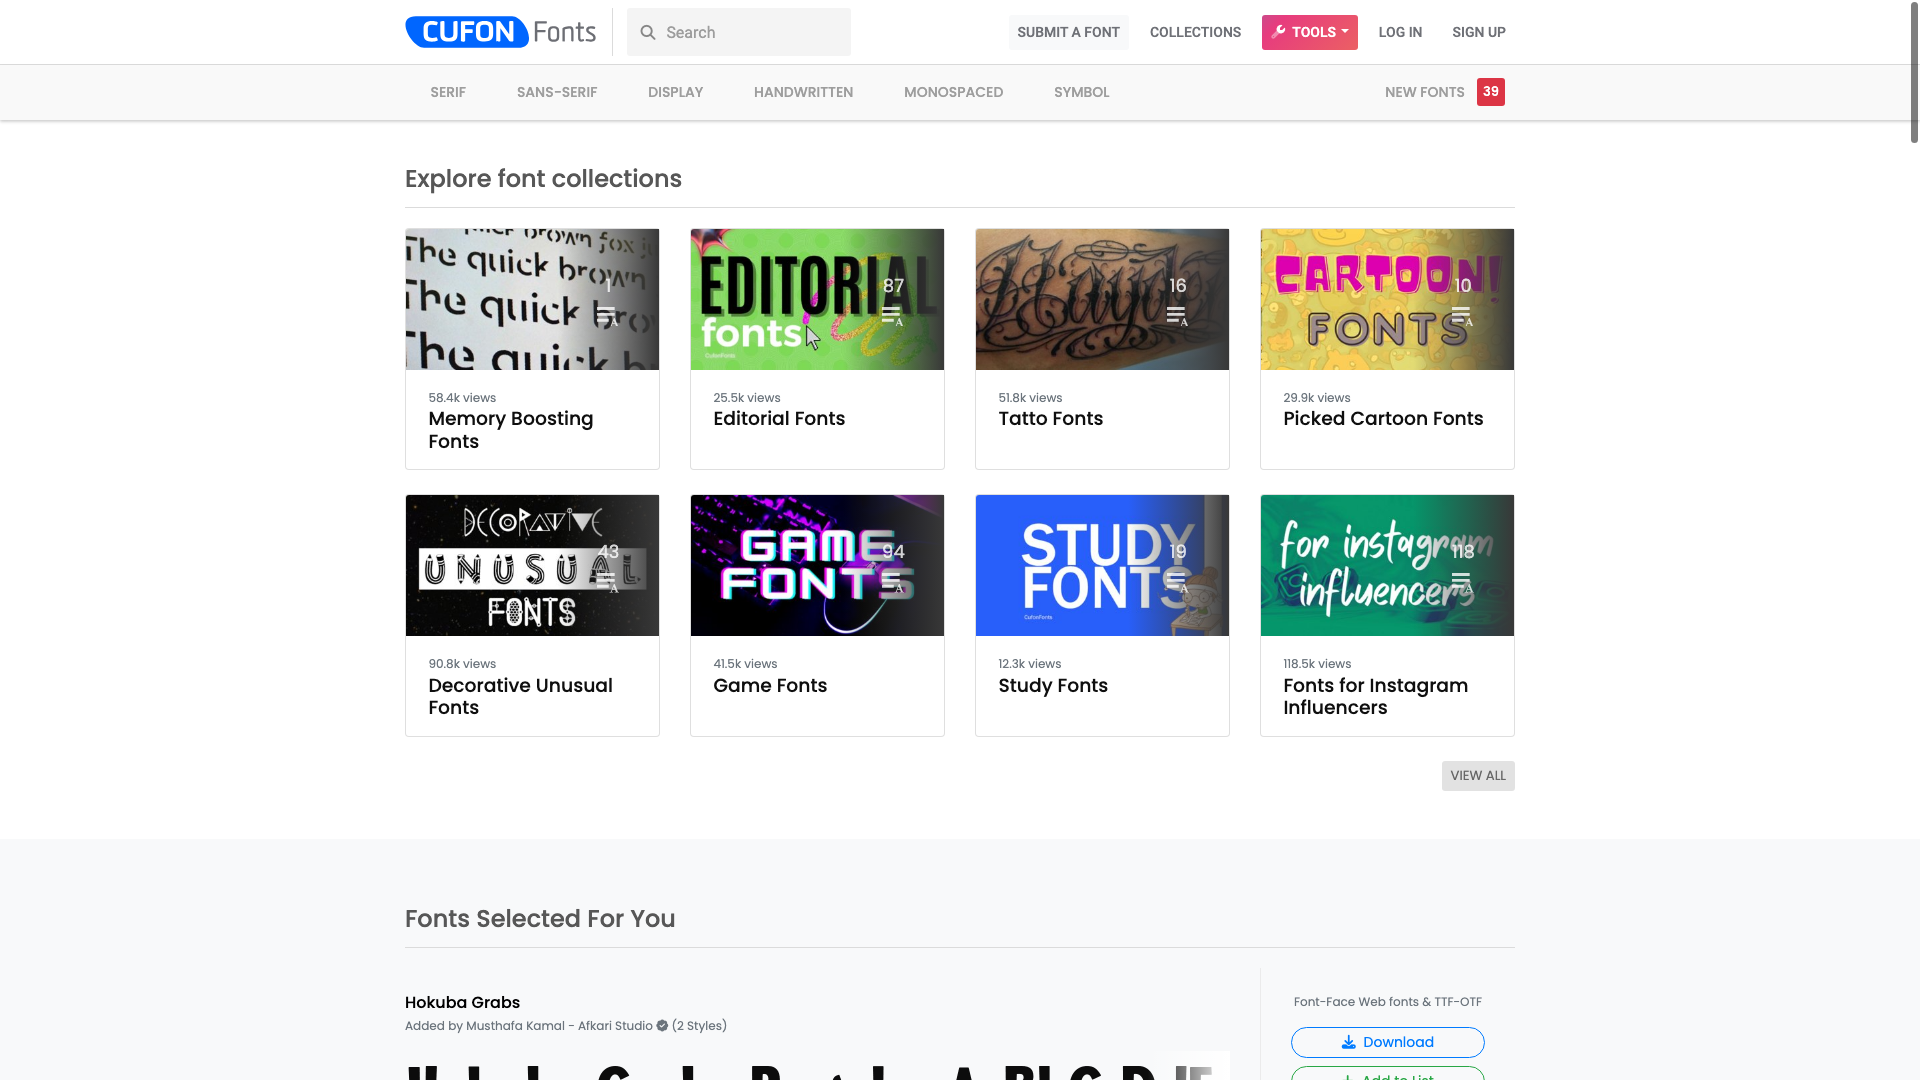 CUFON Fonts
Search
SUBMIT A FONT
COLLECTIONS
TOOLS
LOG IN
SIGN UP
SERIF
SANS-SERIF
DISPLAY
HANDWRITTEN
MONOSPACED
SYMBOL
NEW FONTS 39
Explore font collections
The quick brown
The quick bro
The quick
1
58.4k views
Memory Boosting
Fonts
EDITORIAL
fonts
CufonFonts
87
25.5k views
Editorial Fonts
16
51.8k views
Tatto Fonts
CARTOON!
FONTS
10
29.9k views
Picked Cartoon Fonts
DECORATIVE
UNUSUAL
FONTS
43
90.8k views
Decorative Unusual
Fonts
GAME
FONTS
94
41.5k views
Game Fonts
STUDY
FONTS
CufonFonts
19
12.3k views
Study Fonts
for instagram
influencers
118
118.5k views
Fonts for Instagram
Influencers
VIEW ALL
Fonts Selected For You
Hokuba Grabs
Added by Musthafa Kamal - Afkari Studio (2 Styles)
Font-Face Web fonts & TTF-OTF
Download
Add to List